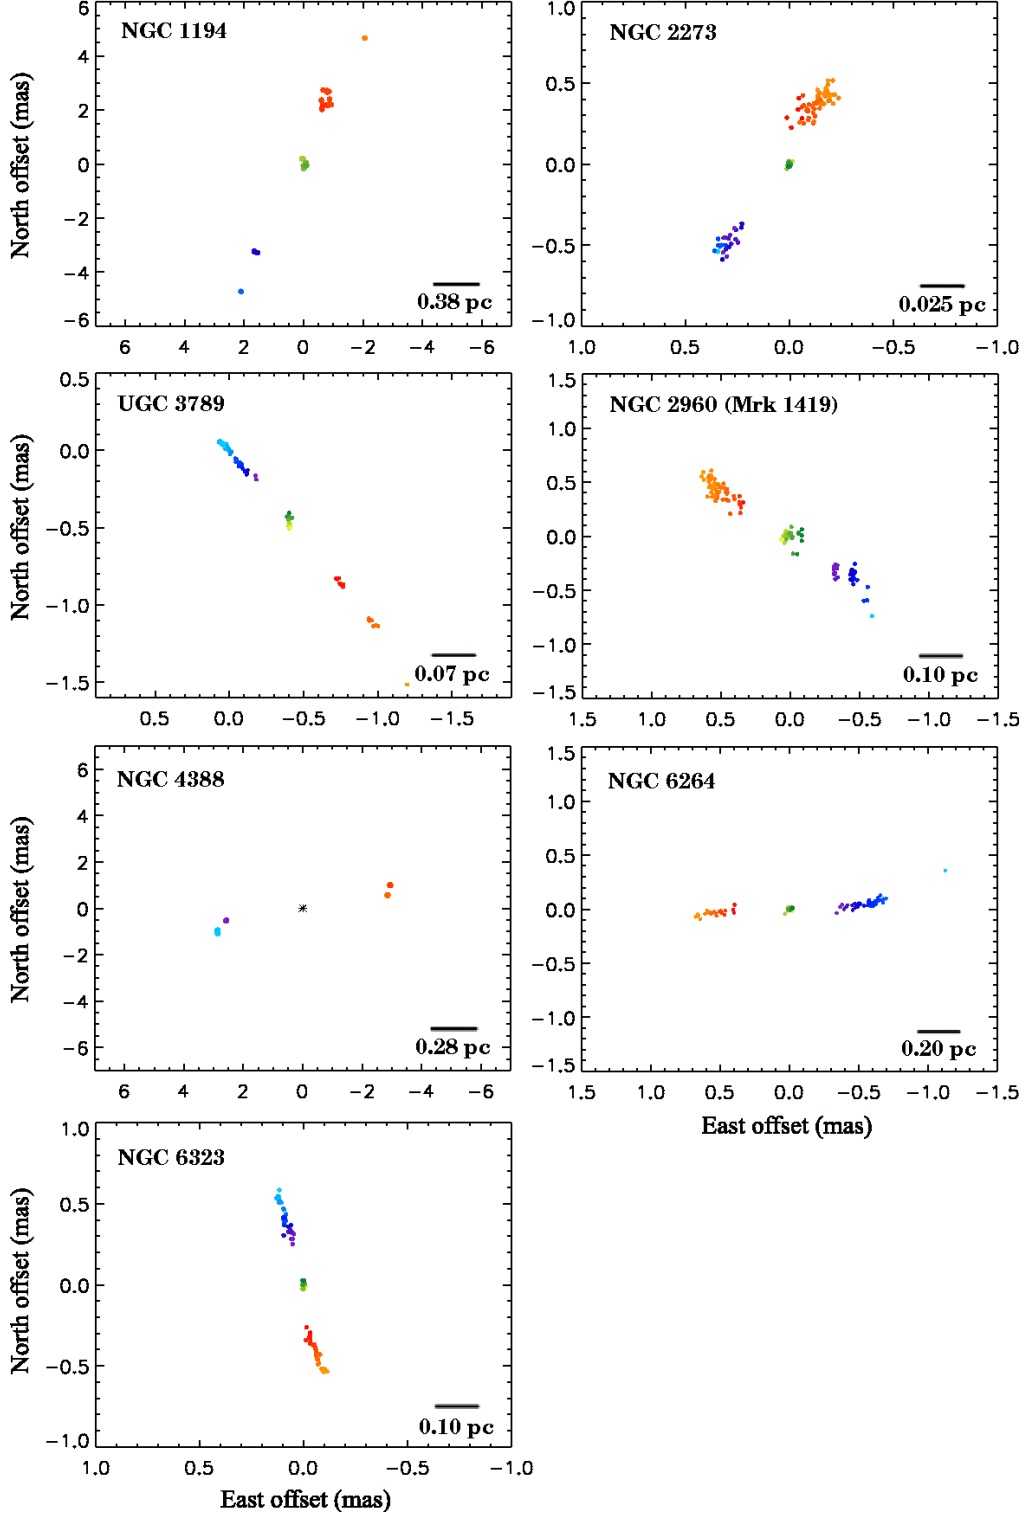 NGC 1194
North offset (mas)
6
4
2
0
−2
−4
−6
0.38 pc
6 4 2 0 −2 −4 −6
NGC 2273
1.0
0.5
0.0
−0.5
−1.0
0.025 pc
1.0 0.5 0.0 −0.5 −1.0
UGC 3789
North offset (mas)
0.5
0.0
−0.5
−1.0
−1.5
0.07 pc
0.5 0.0 −0.5 −1.0 −1.5
NGC 2960 (Mrk 1419)
1.5
1.0
0.5
0.0
−0.5
−1.0
−1.5
0.10 pc
1.5 1.0 0.5 0.0 −0.5 −1.0 −1.5
NGC 4388
North offset (mas)
6
4
2
0
−2
−4
−6
0.28 pc
6 4 2 0 −2 −4 −6
NGC 6264
1.5
1.0
0.5
0.0
−0.5
−1.0
−1.5
0.20 pc
1.5 1.0 0.5 0.0 −0.5 −1.0 −1.5
East offset (mas)
NGC 6323
North offset (mas)
1.0
0.5
0.0
−0.5
−1.0
0.10 pc
1.0 0.5 0.0 −0.5 −1.0
East offset (mas)